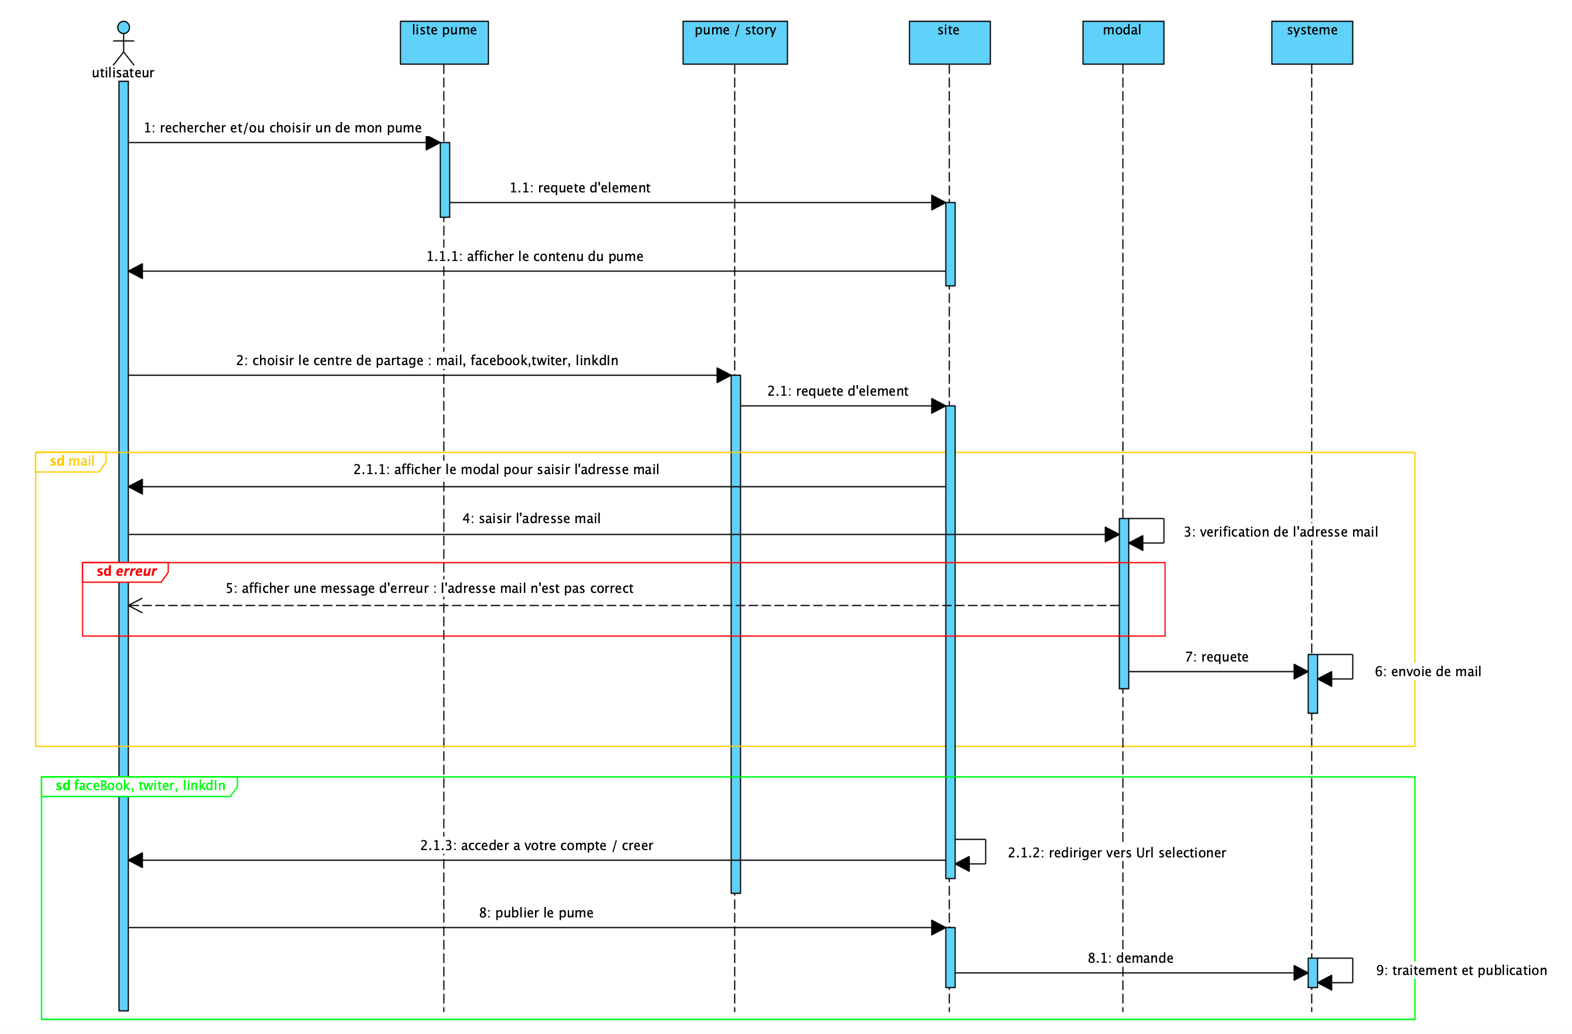 utilisateur
liste pume
pume / story
site
modal
systeme
1: rechercher et/ou choisir un de mon pume
1.1: requete d'element
1.1.1: afficher le contenu du pume
2: choisir le centre de partage : mail, facebook,twiter, linkdIn
2.1: requete d'element
sd mail
2.1.1: afficher le modal pour saisir l'adresse mail
4: saisir l'adresse mail
3: verification de l'adresse mail
sd erreur
5: afficher une message d'erreur : l'adresse mail n'est pas correct
7: requete
6: envoie de mail
sd faceBook, twiter, linkdIn
2.1.3: acceder a votre compte / creer
2.1.2: rediriger vers Url selectioner
8: publier le pume
8.1: demande
9: traitement et publication